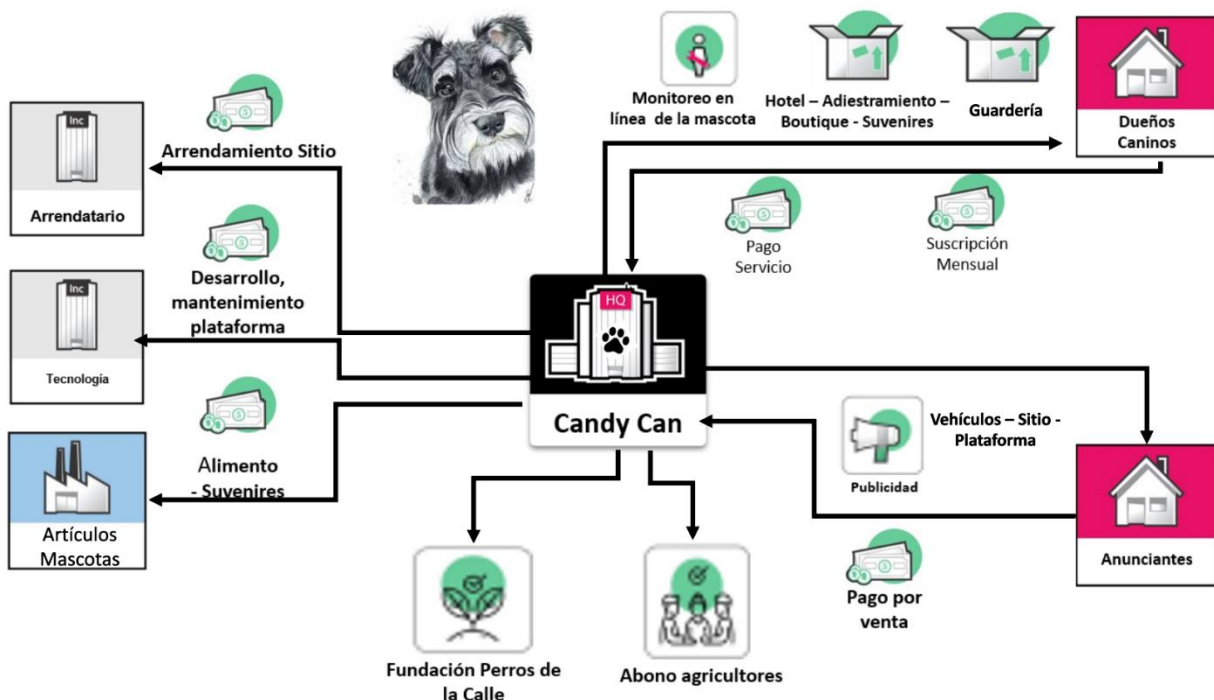 Monitoreo en
línea de la mascota
Hotel – Adiestramiento –
Boutique - Suvenires
Guardería
Dueños
Caninos
Inc
Arrendatario
Arrendamiento Sitio
Pago
Servicio
Suscripción
Mensual
Inc
Tecnología
Desarrollo,
mantenimiento
plataforma
HQ
Candy Can
Artículos
Mascotas
Alimento
- Suvenires
Vehículos – Sitio -
Plataforma
Publicidad
Anunciantes
Pago por
venta
Fundación Perros de
la Calle
Abono agricultores